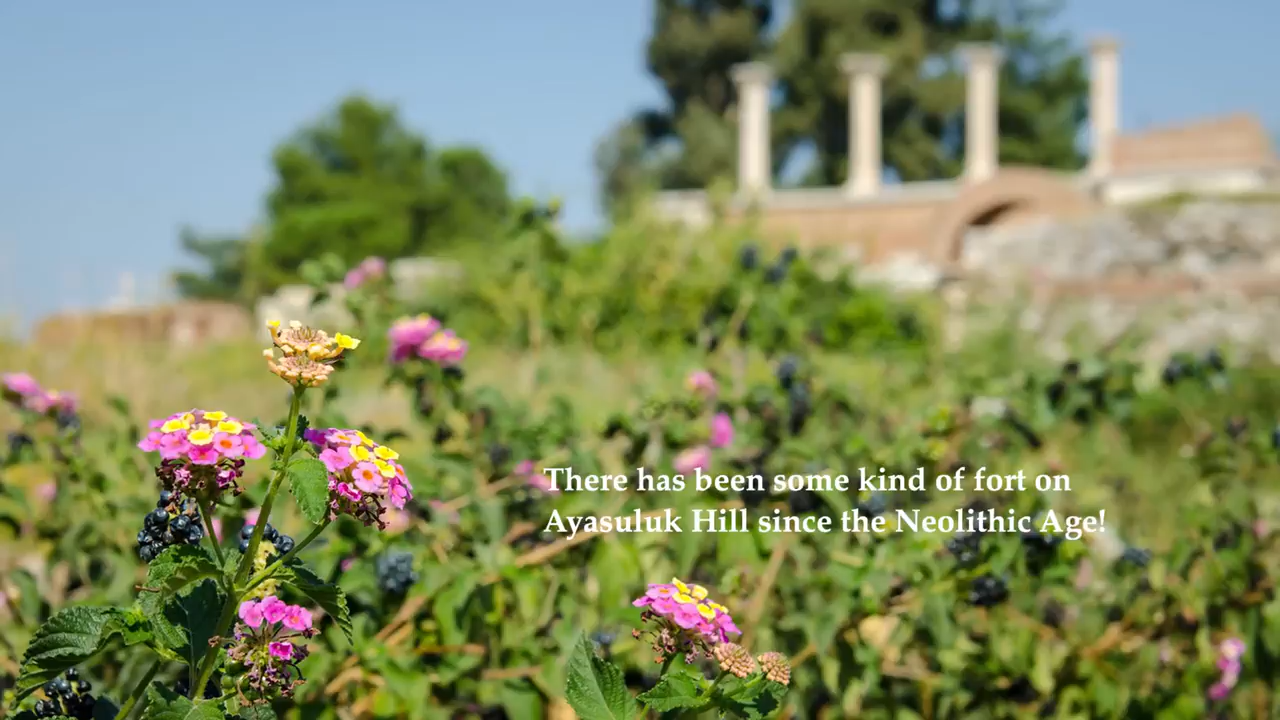 There has been some kind of fort on
Ayasuluk Hill since the Neolithic Age!